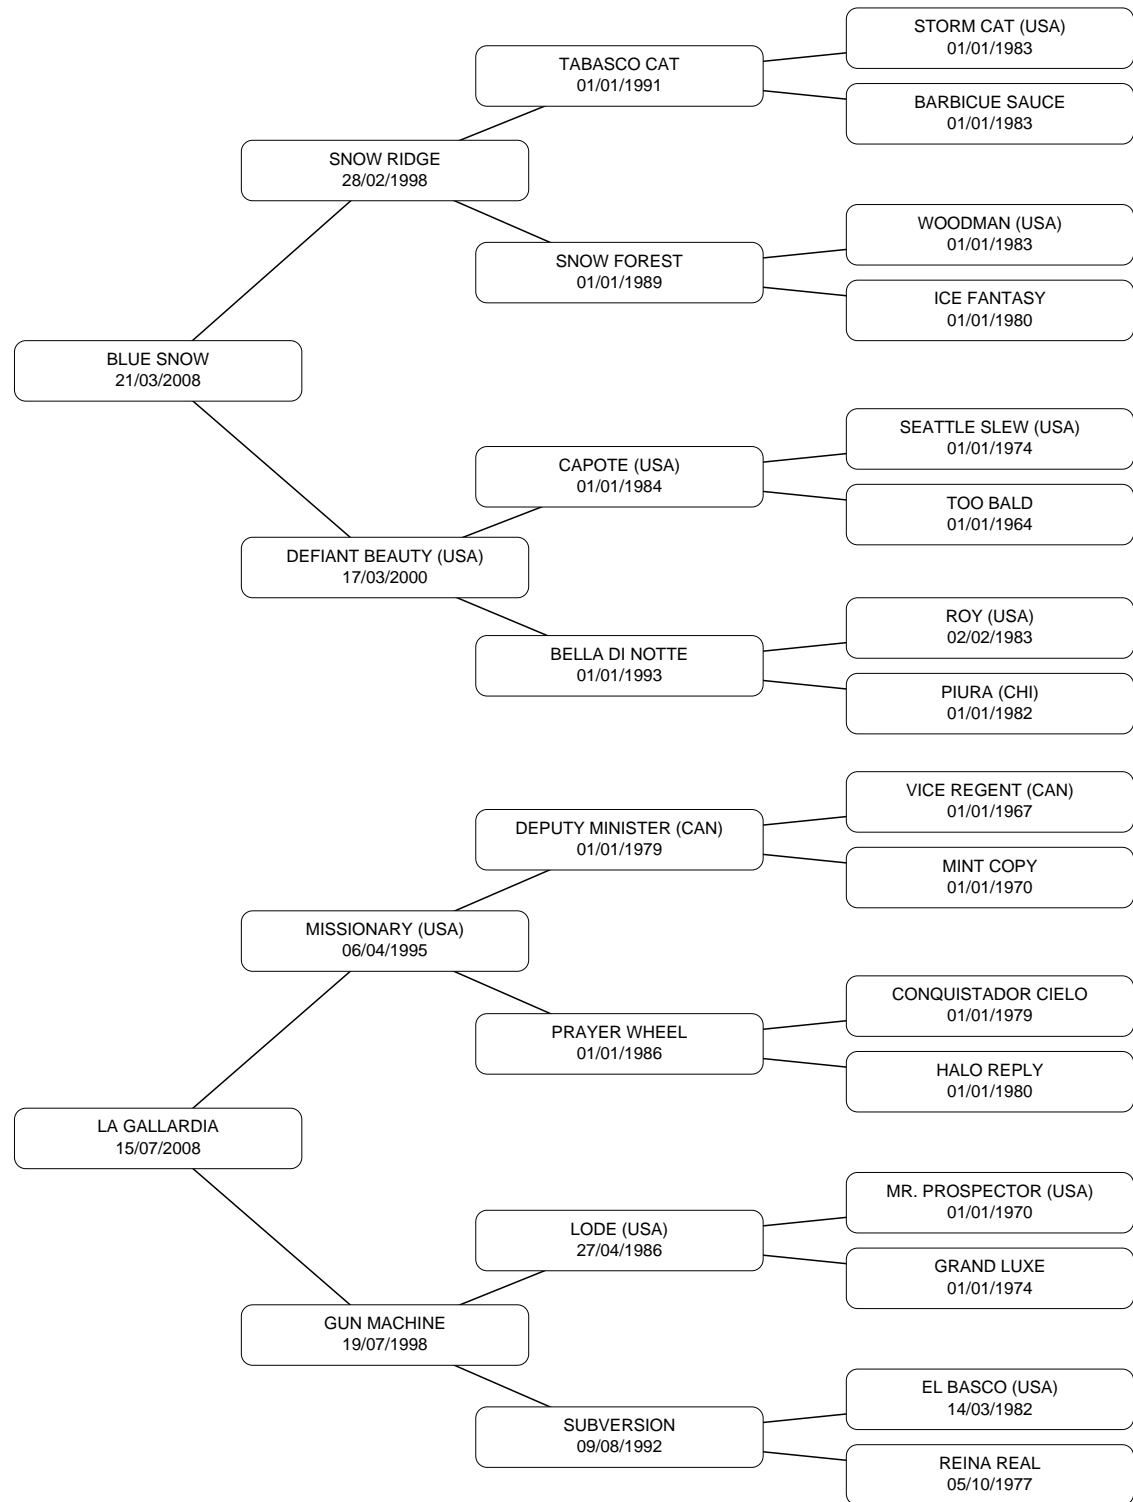 STORM CAT (USA)
01/01/1983
TABASCO CAT
01/01/1991
BARBICUE SAUCE
01/01/1983
SNOW RIDGE
28/02/1998
WOODMAN (USA)
01/01/1983
SNOW FOREST
01/01/1989
ICE FANTASY
01/01/1980
BLUE SNOW
21/03/2008
SEATTLE SLEW (USA)
01/01/1974
CAPOTE (USA)
01/01/1984
TOO BALD
01/01/1964
DEFIANT BEAUTY (USA)
17/03/2000
ROY (USA)
02/02/1983
BELLA DI NOTTE
01/01/1993
PIURA (CHI)
01/01/1982
VICE REGENT (CAN)
01/01/1967
DEPUTY MINISTER (CAN)
01/01/1979
MINT COPY
01/01/1970
MISSIONARY (USA)
06/04/1995
CONQUISTADOR CIELO
01/01/1979
PRAYER WHEEL
01/01/1986
HALO REPLY
01/01/1980
LA GALLARDIA
15/07/2008
MR. PROSPECTOR (USA)
01/01/1970
LODE (USA)
27/04/1986
GRAND LUXE
01/01/1974
GUN MACHINE
19/07/1998
EL BASCO (USA)
14/03/1982
SUBVERSION
09/08/1992
REINA REAL
05/10/1977